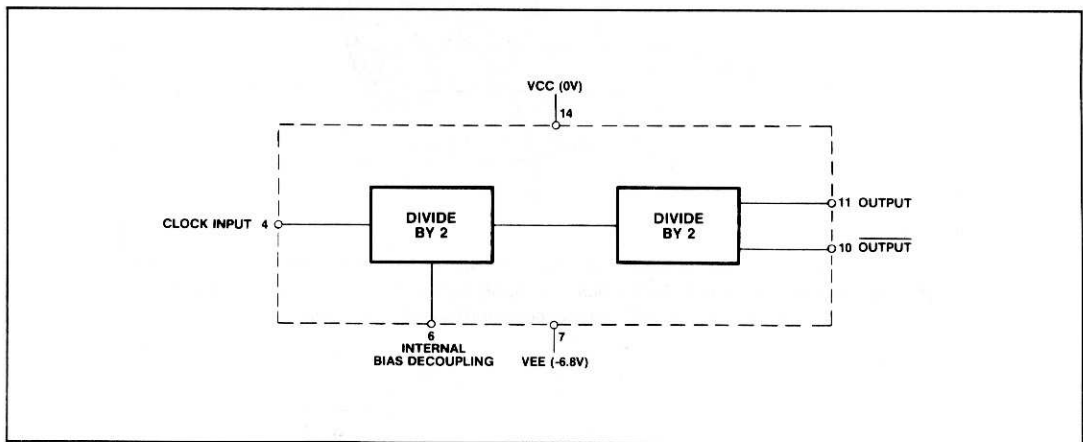 VCC (0V)
14
CLOCK INPUT 4
DIVIDE
BY 2
DIVIDE
BY 2
11 OUTPUT
10 OUTPUT
6
INTERNAL
BIAS DECOUPLING
7
VEE (-6.8V)